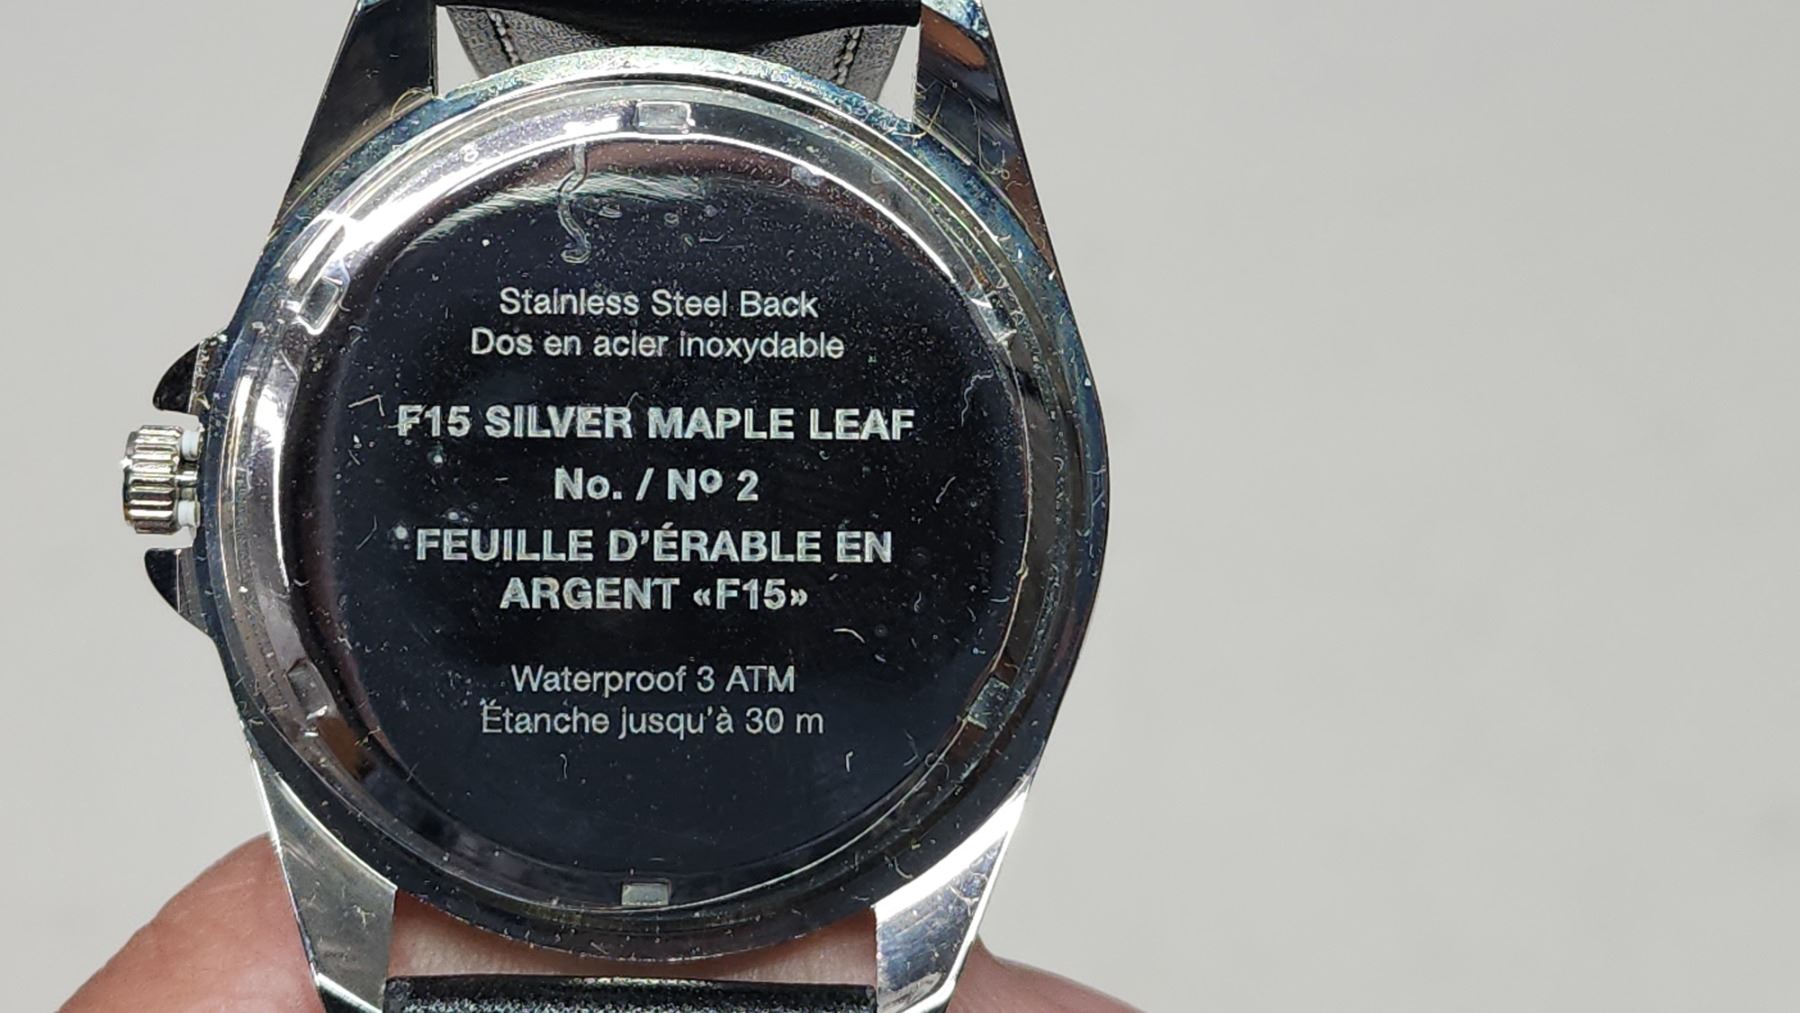 Stainless Steel Back
Dos en acier inoxydable
F15 SILVER MAPLE LEAF
No. / Nº 2
FEUILLE D'ÉRABLE EN
ARGENT «F15»
Waterproof 3 ATM
Étanche jusqu'à 30 m